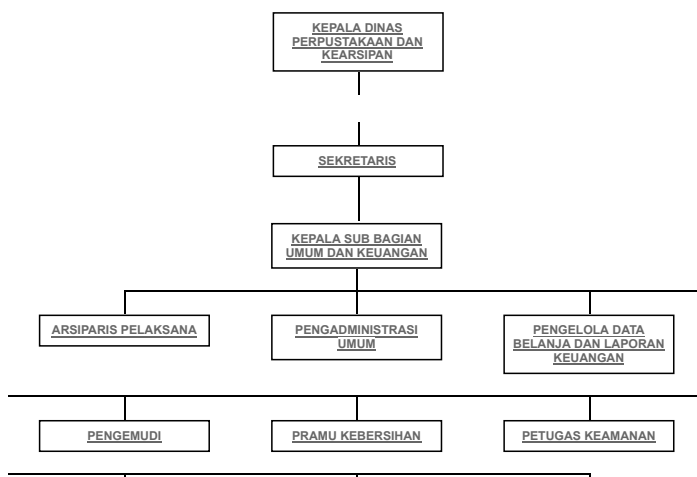 KEPALA DINAS
PERPUSTAKAAN DAN
KEARSIPAN
SEKRETARIS
KEPALA SUB BAGIAN
UMUM DAN KEUANGAN
ARSIPARIS PELAKSANA
PENGADMINISTRASI
UMUM
PENGELOLA DATA
BELANJA DAN LAPORAN
KEUANGAN
PENGEMUDI
PRAMU KEBERSIHAN
PETUGAS KEAMANAN